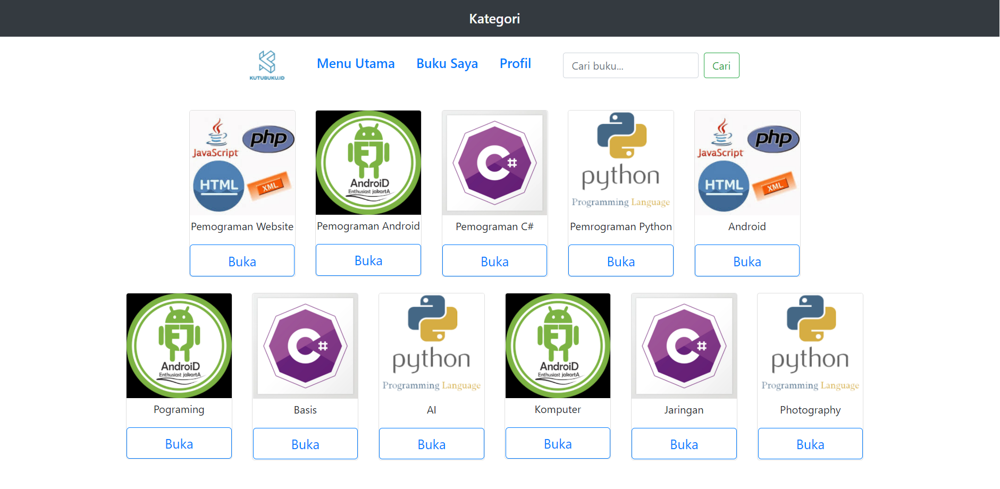 Kategori
KUTUBUKU.ID
Menu Utama
Buku Saya
Profil
Cari buku...
Cari
JavaScript
php
HTML
XML
Pemograman Website
Buka
AndroiD
Enthusiast jakartA
Pemograman Android
Buka
C#
Pemograman C#
Buka
python
Programming Language
Pemrograman Python
Buka
JavaScript
php
HTML
XML
Android
Buka
AndroiD
Enthusiast jakartA
Pograming
Buka
C#
Basis
Buka
python
Programming Language
AI
Buka
AndroiD
Enthusiast jakartA
Komputer
Buka
C#
Jaringan
Buka
python
Programming Language
Photography
Buka